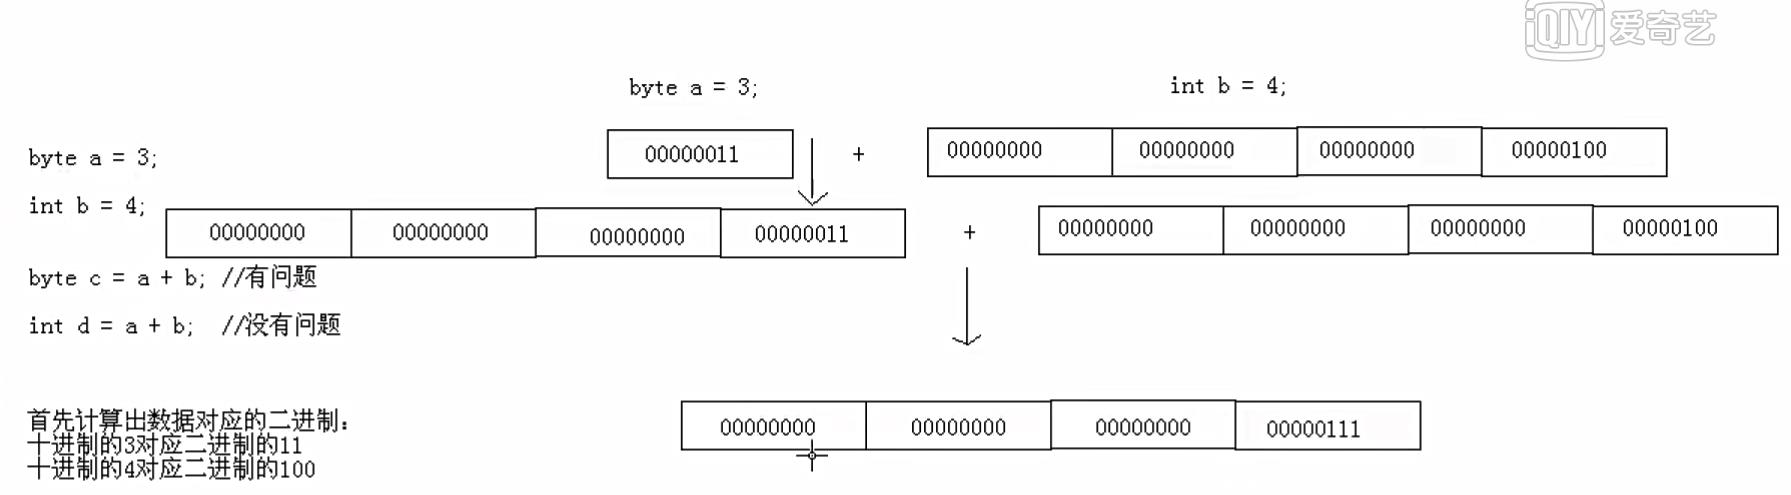 iQIYI 爱奇艺
byte a = 3; int b = 4;
00000011 + 00000000 00000000 00000000 00000100
byte a = 3;
int b = 4;
00000000 00000000 00000000 00000011 + 00000000 00000000 00000000 00000100
byte c = a + b; //有问题
int d = a + b; //没有问题
00000000 00000000 00000000 00000111
首先计算出数据对应的二进制：
十进制的3对应二进制的11
十进制的4对应二进制的100